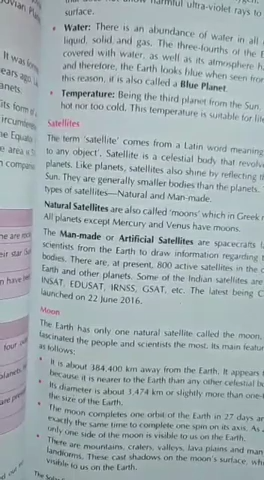 Jovian Plan
not show harmful ultra-violet rays to
surface.
• Water: There is an abundance of water in all
liquid, solid and gas. The three-fourths of the E
covered with water, as well as its atmosphere h
and therefore, the Earth looks blue when seen from
this reason, if is also called a Blue Planet.
• Temperature: Being the third planet from the Sun,
hot nor too cold. This temperature is suitable for life
Satellites
The term 'satellite' comes from a Latin word meaning
to any object'. Satellite is a celestial body that revolv
planets. Like planets, satellites also shine by reflecting th
Sun. They are generally smaller bodies than the planets.
types of satellites—Natural and Man-made.
Natural Satellites are also called 'moons' which in Greek m
All planets except Mercury and Venus have moons.
The Man-made or Artificial Satellites are spacecrafts l
scientists from the Earth to draw information regarding t
bodies. There are, at present, 800 active satellites in the o
Earth and other planets. Some of the Indian satellites are
INSAT, EDUSAT, IRNSS, GSAT, etc. The latest being C
launched on 22 June 2016.
Moon
The Earth has only one natural satellite called the moon,
fascinated the people and scientists the most. Its main featur
as follows:
• It is about 384,400 km away from the Earth. It appears
because it is nearer to the Earth than any other celestial bo
• Its diameter is about 3,474 km or slightly more than one-f
the size of the Earth.
• The moon completes one orbit of the Earth in 27 days an
exactly the same time to complete one spin on its axis. As
only one side of the moon is visible to us on the Earth.
• There are mountains, craters, valleys, lava plains and man
landforms. These cast shadows on the moon's surface, wh
visible to us on the Earth.